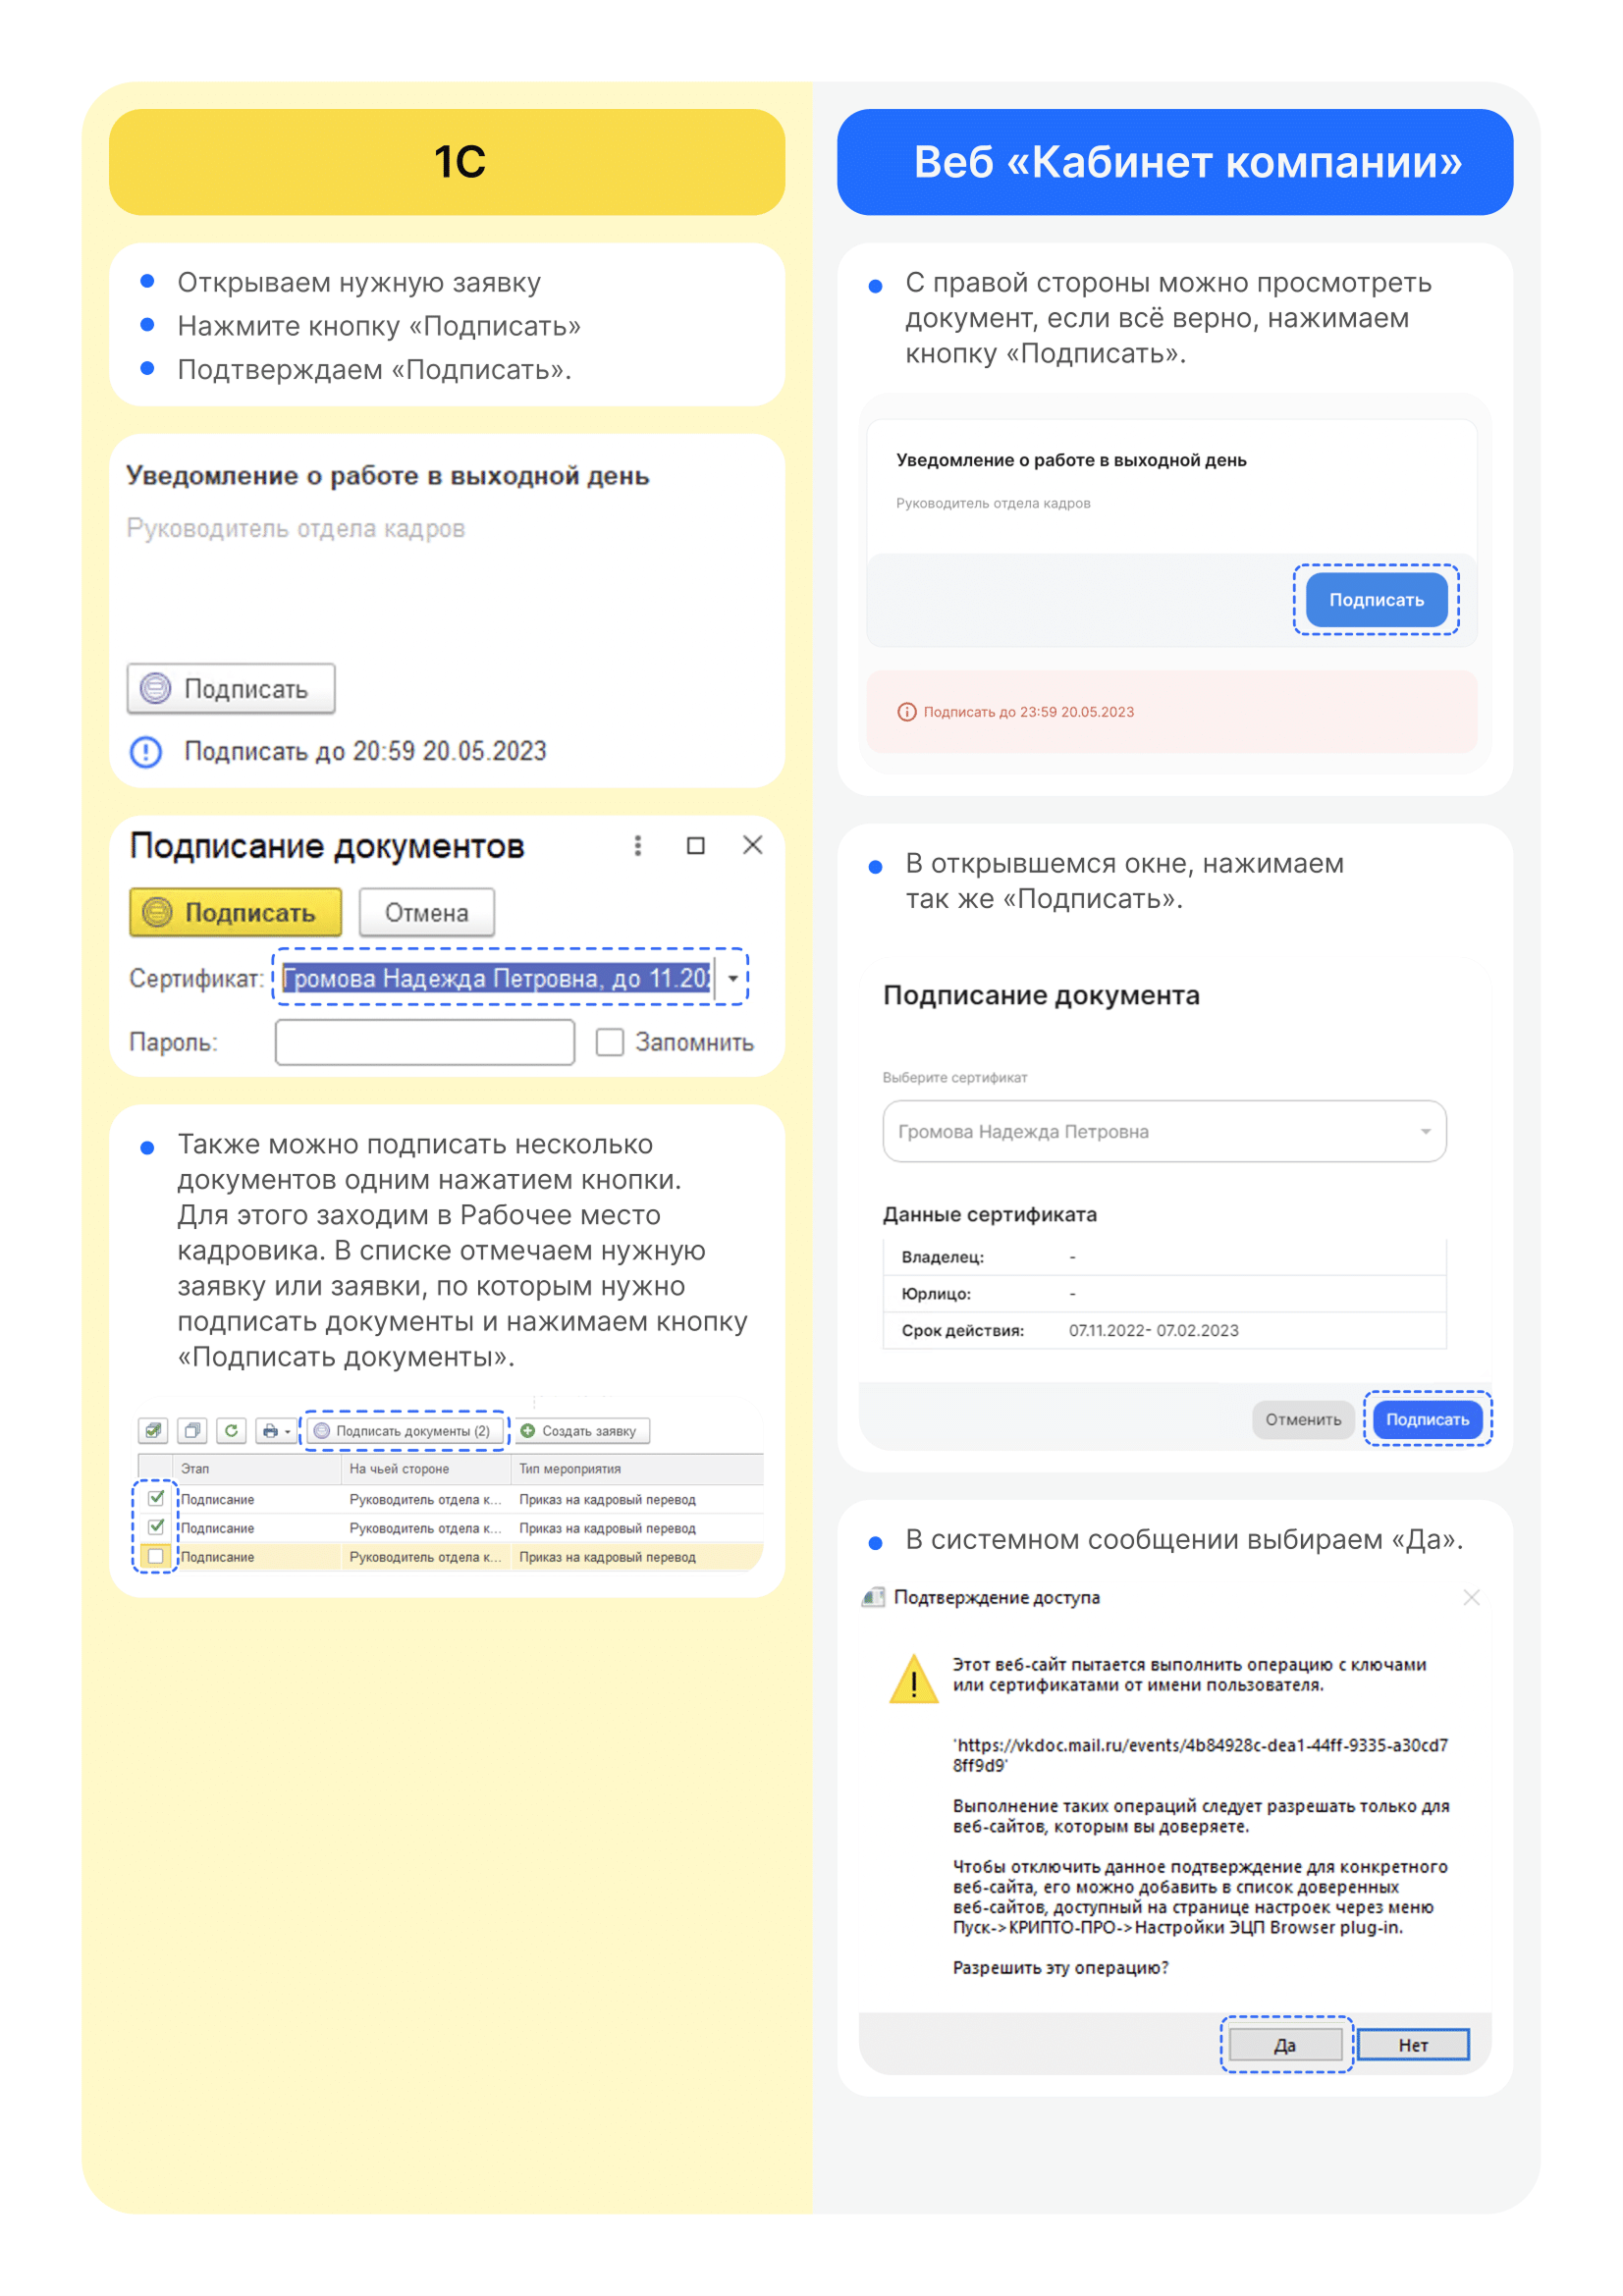 1С
Открываем нужную заявку
Нажмите кнопку «Подписать»
Подтверждаем «Подписать».
Уведомление о работе в выходной день
Руководитель отдела кадров
Подписать
Подписать до 20:59 20.05.2023
Подписание документов
Подписать Отмена
Сертификат: Громова Надежда Петровна, до 11.202
Пароль: Запомнить
Также можно подписать несколько
документов одним нажатием кнопки.
Для этого заходим в Рабочее место
кадровика. В списке отмечаем нужную
заявку или заявки, по которым нужно
подписать документы и нажимаем кнопку
«Подписать документы».
Подписать документы (2) Создать заявку
Этап На чьей стороне Тип мероприятия
Подписание Руководитель отдела к... Приказ на кадровый перевод
Подписание Руководитель отдела к... Приказ на кадровый перевод
Подписание Руководитель отдела к... Приказ на кадровый перевод
Веб «Кабинет компании»
С правой стороны можно просмотреть
документ, если всё верно, нажимаем
кнопку «Подписать».
Уведомление о работе в выходной день
Руководитель отдела кадров
Подписать
Подписать до 23:59 20.05.2023
В открывшемся окне, нажимаем
так же «Подписать».
Подписание документа
Выберите сертификат
Громова Надежда Петровна
Данные сертификата
Владелец: -
Юрлицо: -
Срок действия: 07.11.2022- 07.02.2023
Отменить Подписать
В системном сообщении выбираем «Да».
Подтверждение доступа
Этот веб-сайт пытается выполнить операцию с ключами
или сертификатами от имени пользователя.
'https://vkdoc.mail.ru/events/4b84928c-dea1-44ff-9335-a30cd7
8ff9d9'
Выполнение таких операций следует разрешать только для
веб-сайтов, которым вы доверяете.
Чтобы отключить данное подтверждение для конкретного
веб-сайта, его можно добавить в список доверенных
веб-сайтов, доступный на странице настроек через меню
Пуск->КРИПТО-ПРО->Настройки ЭЦП Browser plug-in.
Разрешить эту операцию?
Да Нет